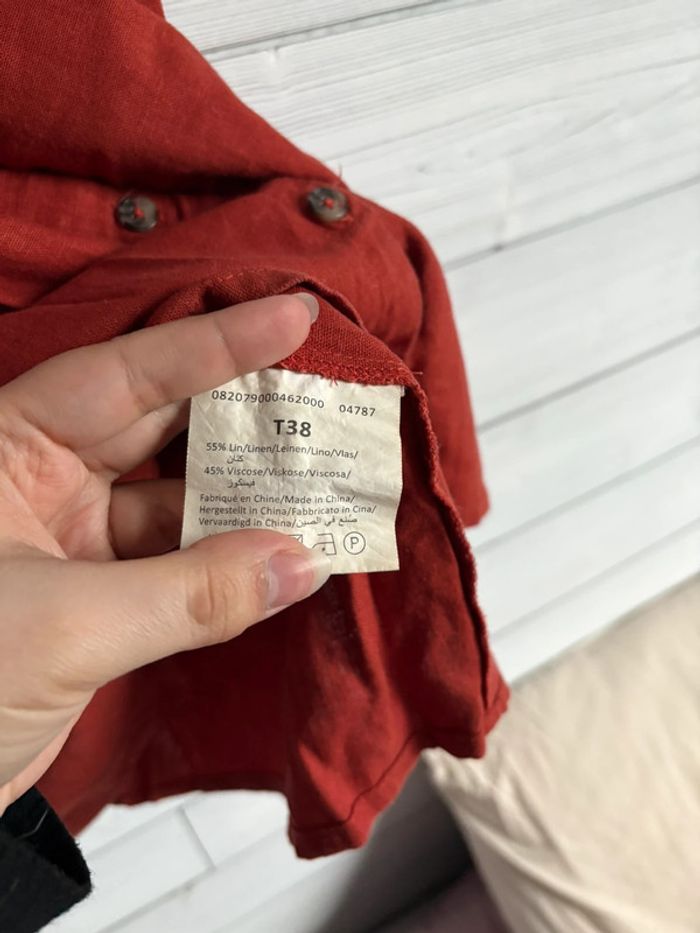 082079000462000 04787
T38
55% Lin/Linen/Leinen/Lino/Vlas/
كتان
45% Viscose/Viskose/Viscosa/
فيسكوز
Fabriqué en Chine/Made in China/
Hergestellt in China/Fabbricato in Cina/
Vervaardigd in China/صنع في الصين
P